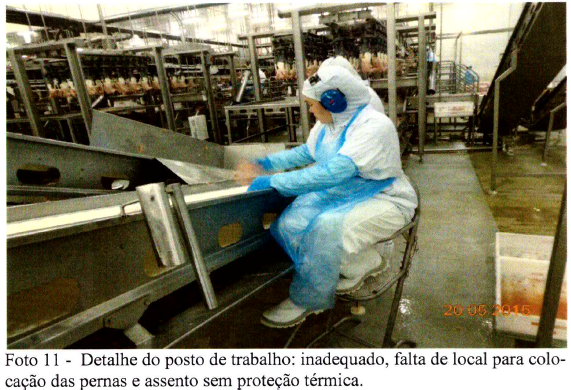 20 05 2015
Foto 11 - Detalhe do posto de trabalho: inadequado, falta de local para colo-
cação das pernas e assento sem proteção térmica.